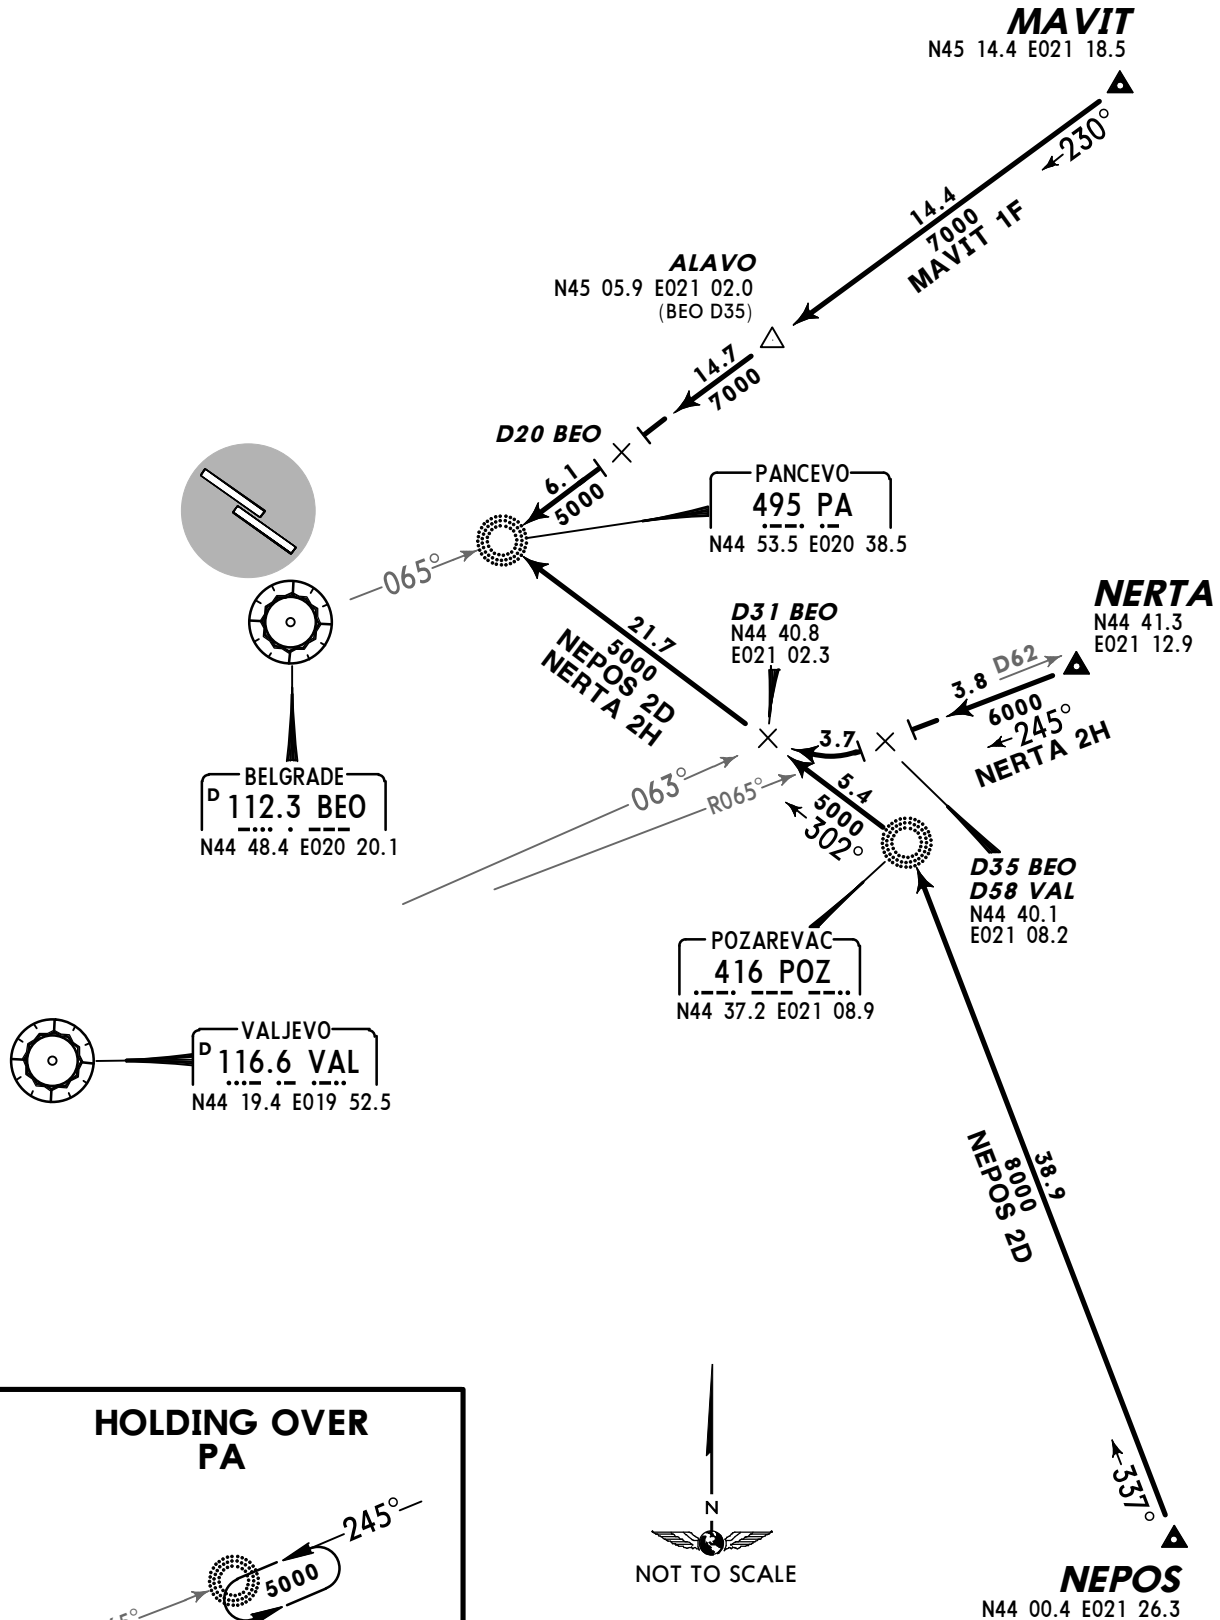 MAVIT
N45 14.4 E021 18.5
230°
14.4
7000
MAVIT 1F
ALAVO
N45 05.9 E021 02.0
(BEO D35)
14.7
7000
D20 BEO
6.1
5000
PANCEVO
495 PA
N44 53.5 E020 38.5
065°
NERTA
N44 41.3
E021 12.9
D31 BEO
N44 40.8
E021 02.3
21.7
5000
NEPOS 2D
NERTA 2H
3.8
D62
6000
245°
NERTA 2H
3.7
BELGRADE
D 112.3 BEO
N44 48.4 E020 20.1
063°
R065°
5.4
5000
302°
D35 BEO
D58 VAL
N44 40.1
E021 08.2
POZAREVAC
416 POZ
N44 37.2 E021 08.9
VALJEVO
D 116.6 VAL
N44 19.4 E019 52.5
38.9
8000
NEPOS 2D
337°
HOLDING OVER
PA
245°
5000
N
NOT TO SCALE
NEPOS
N44 00.4 E021 26.3